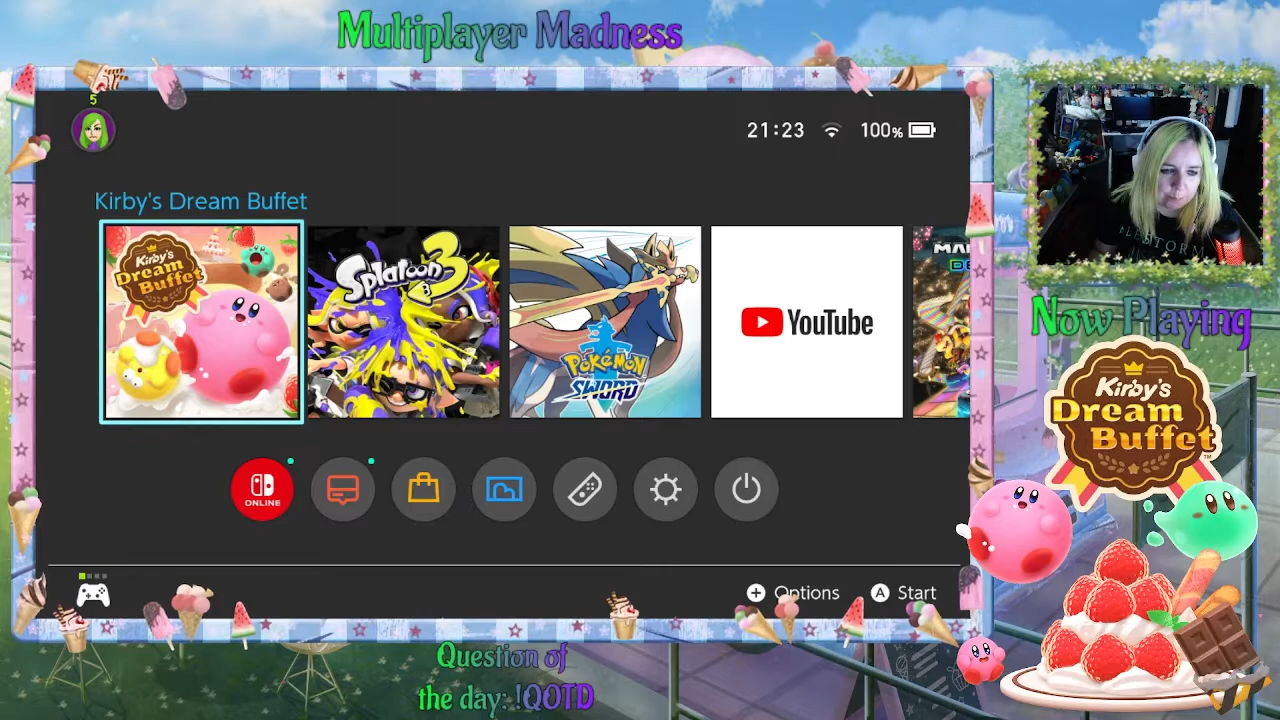 Multiplayer Madness
5
21:23
100%
Kirby's Dream Buffet
Kirby's
Dream
Buffet
Splatoon 3
Pokémon
SWORD
YouTube
ONLINE
Options
Start
Question of
the day: !QOTD
Now Playing
Kirby's
Dream
Buffet™